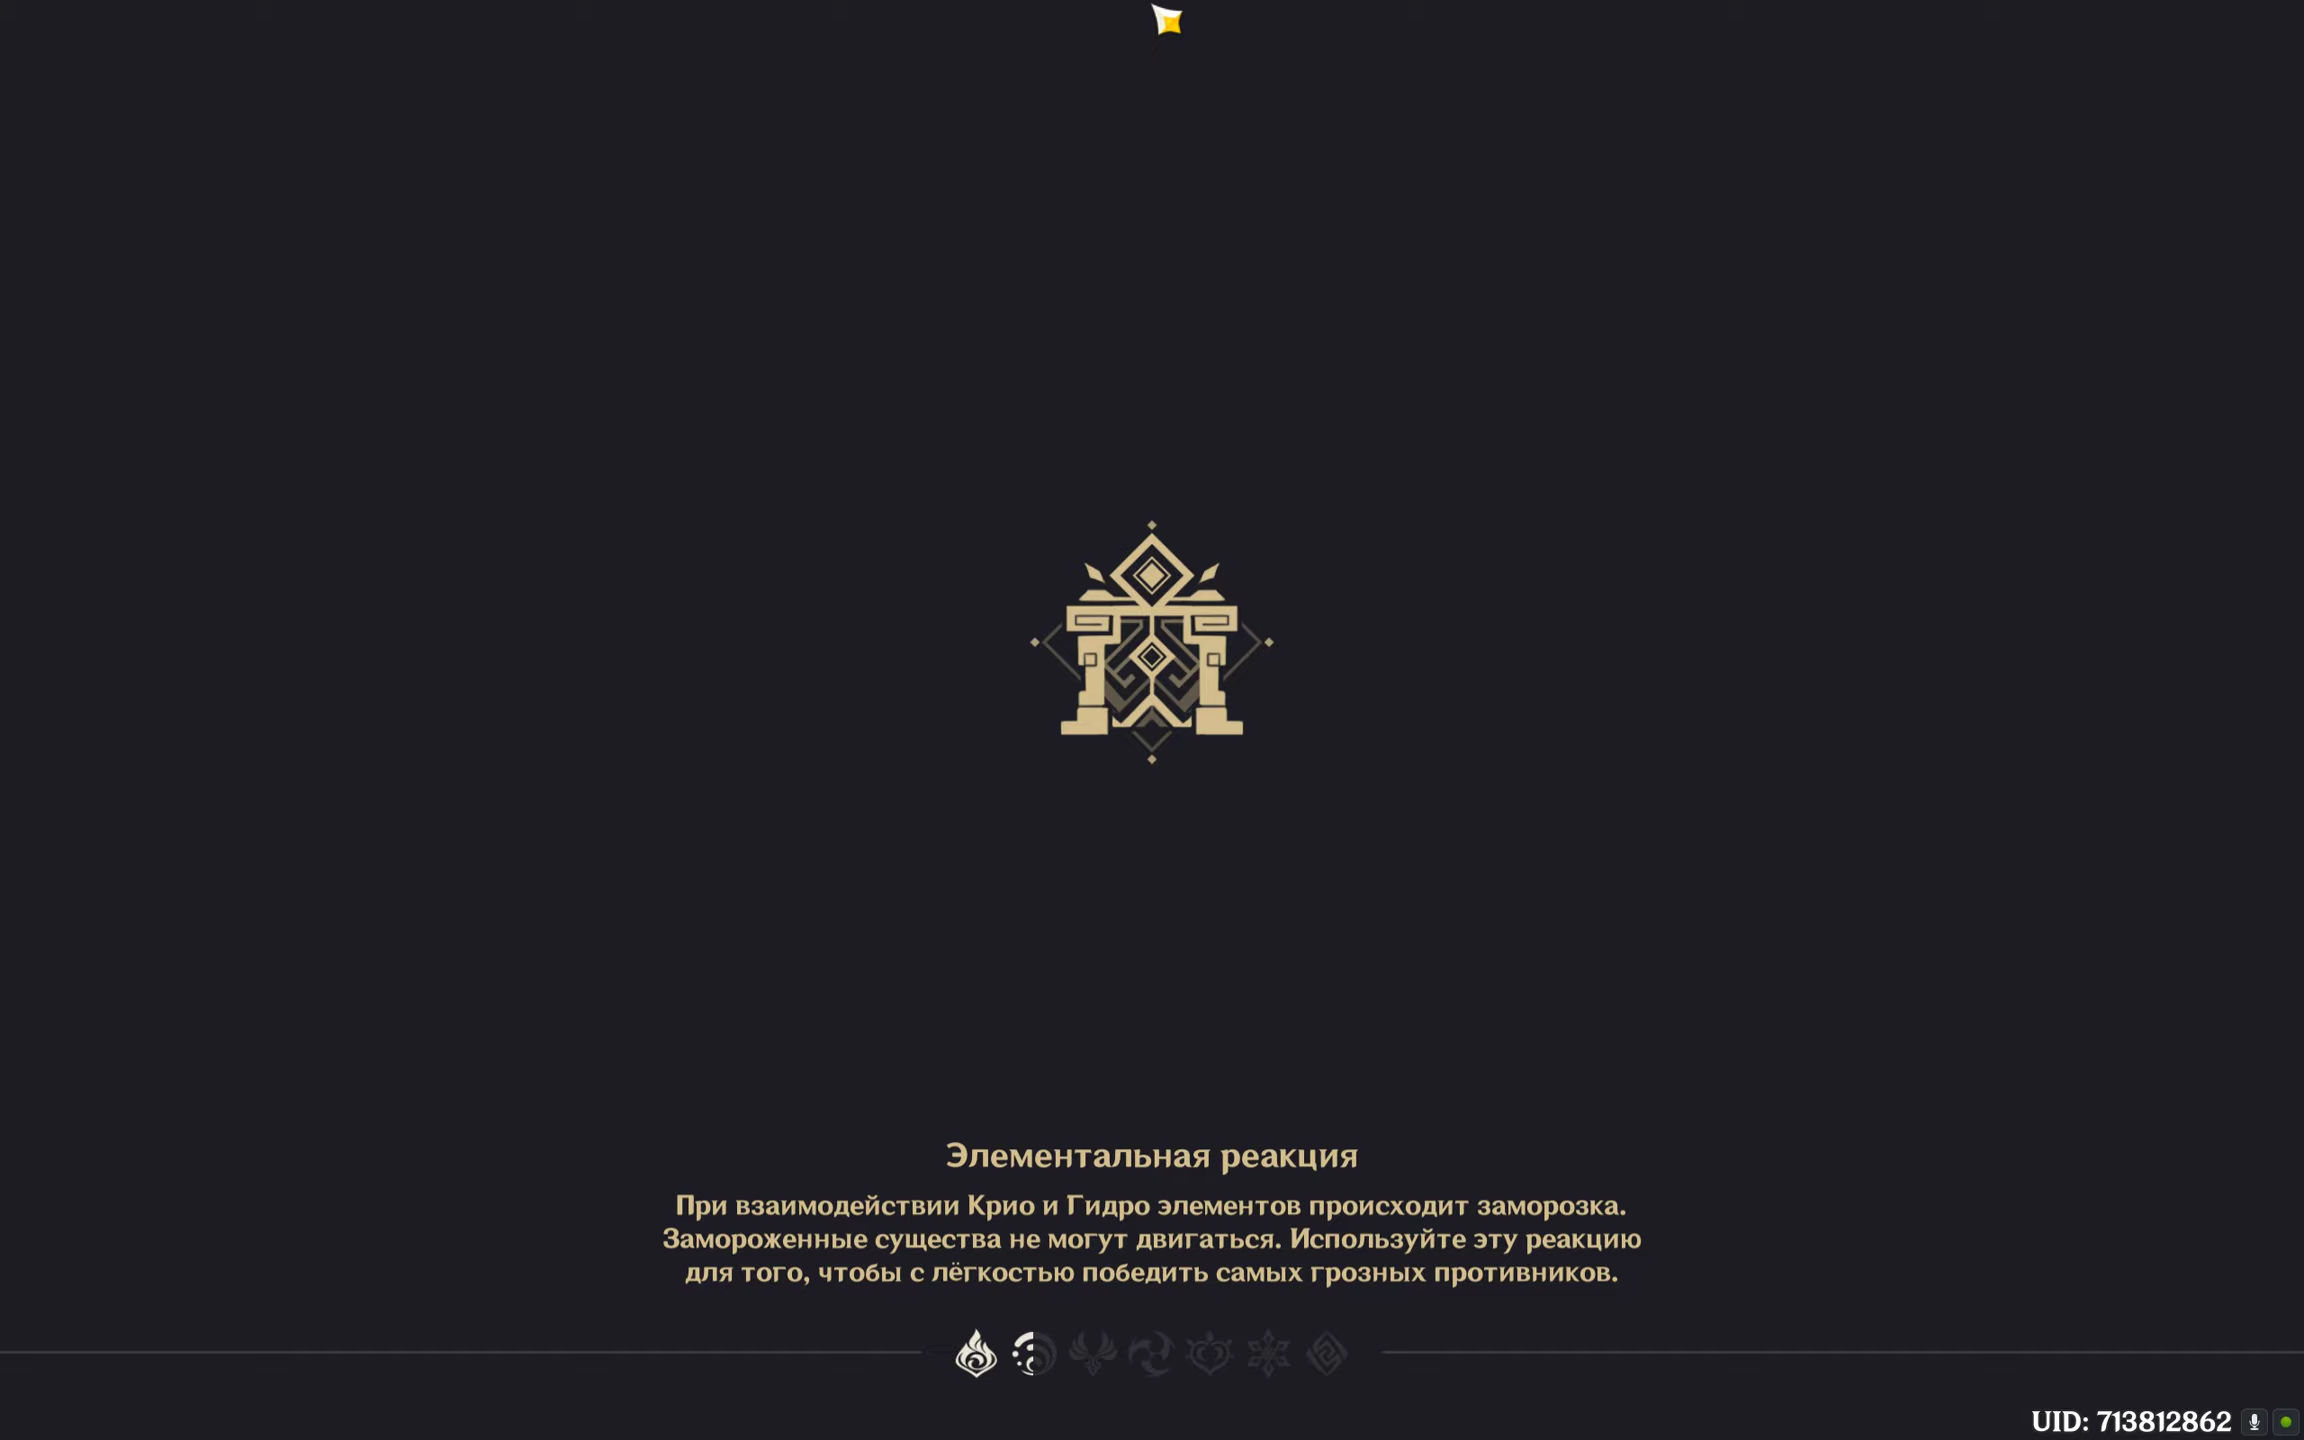 Элементальная реакция
При взаимодействии Крио и Гидро элементов происходит заморозка.
Замороженные существа не могут двигаться. Используйте эту реакцию
для того, чтобы с лёгкостью победить самых грозных противников.
UID: 713812862